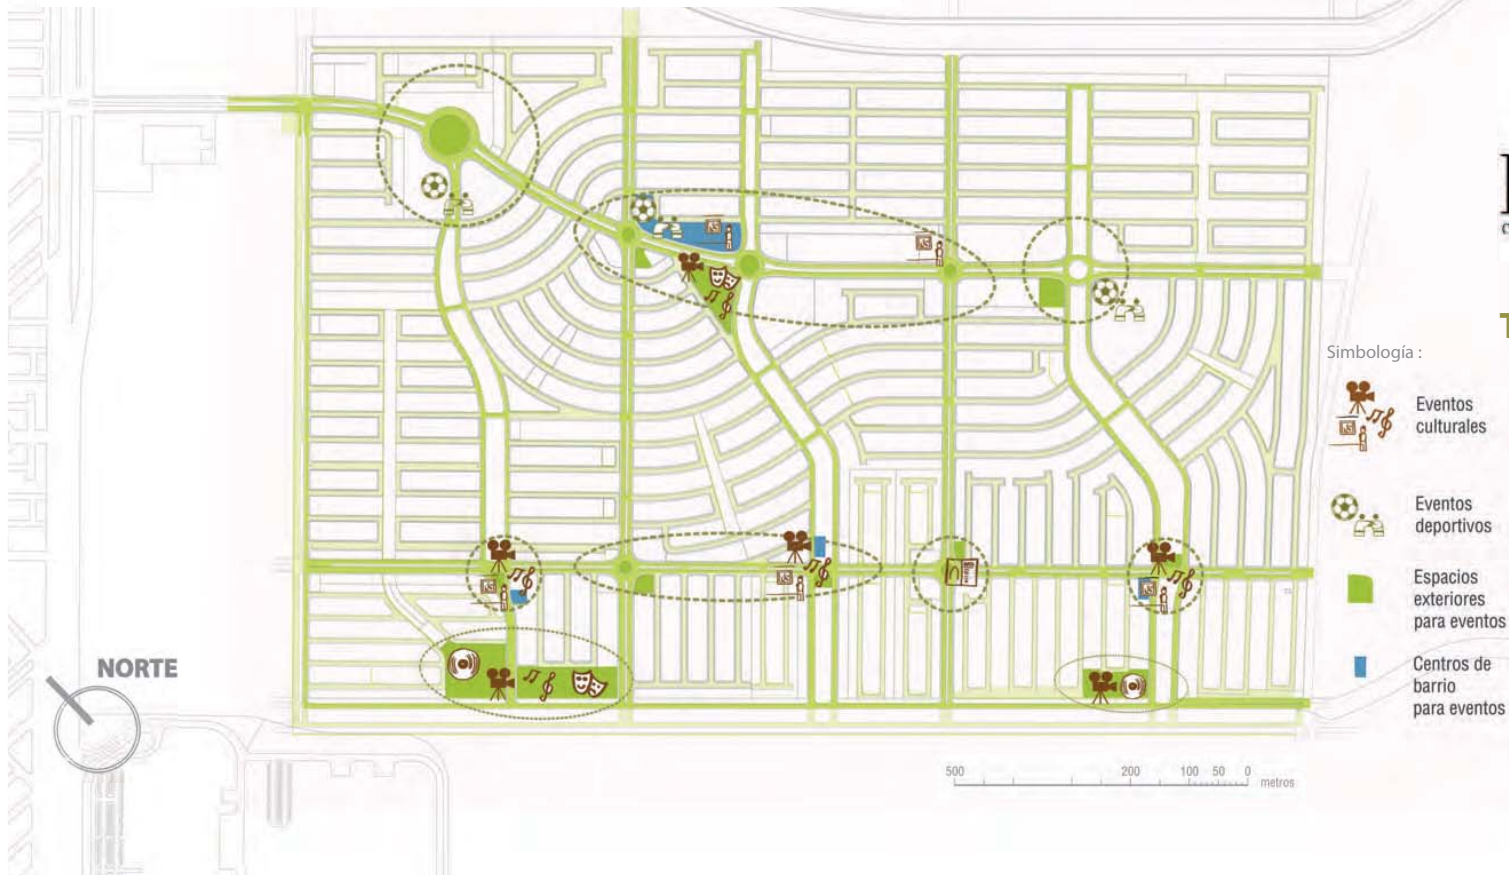 NORTE
Simbología :
Eventos
culturales
Eventos
deportivos
Espacios
exteriores
para eventos
Centros de
barrio
para eventos
500 200 100 50 0
metros